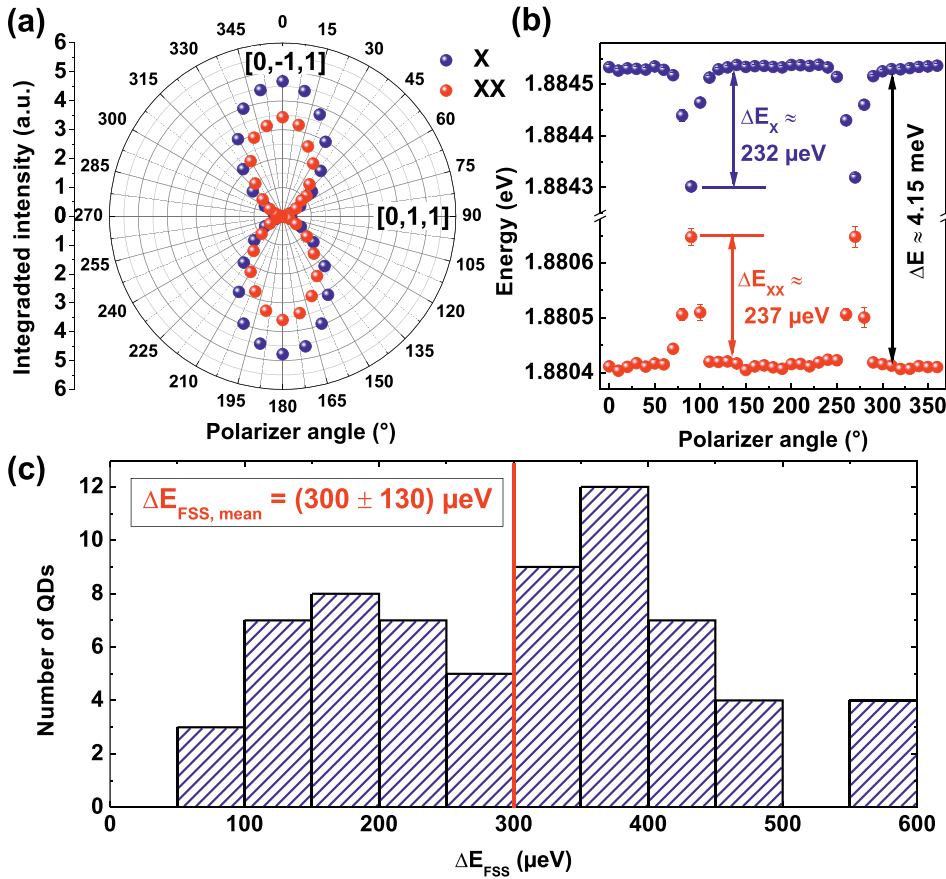 (a)
Integradted intensity (a.u.)
6
5
4
3
2
1
0
1
2
3
4
5
6
0
15
30
45
60
75
90
105
120
135
150
165
180
195
210
225
240
255
270
285
300
315
330
345
[0,-1,1]
[0,1,1]
X
XX
Polarizer angle (°)
(b)
Energy (eV)
1.8845
1.8844
1.8843
1.8806
1.8805
1.8804
ΔE_X ≈
232 µeV
ΔE_XX ≈
237 µeV
ΔE ≈ 4.15 meV
0 50 100 150 200 250 300 350
Polarizer angle (°)
(c)
ΔE_FSS, mean = (300 ± 130) µeV
Number of QDs
12
10
8
6
4
2
0
0 100 200 300 400 500 600
ΔE_FSS (µeV)